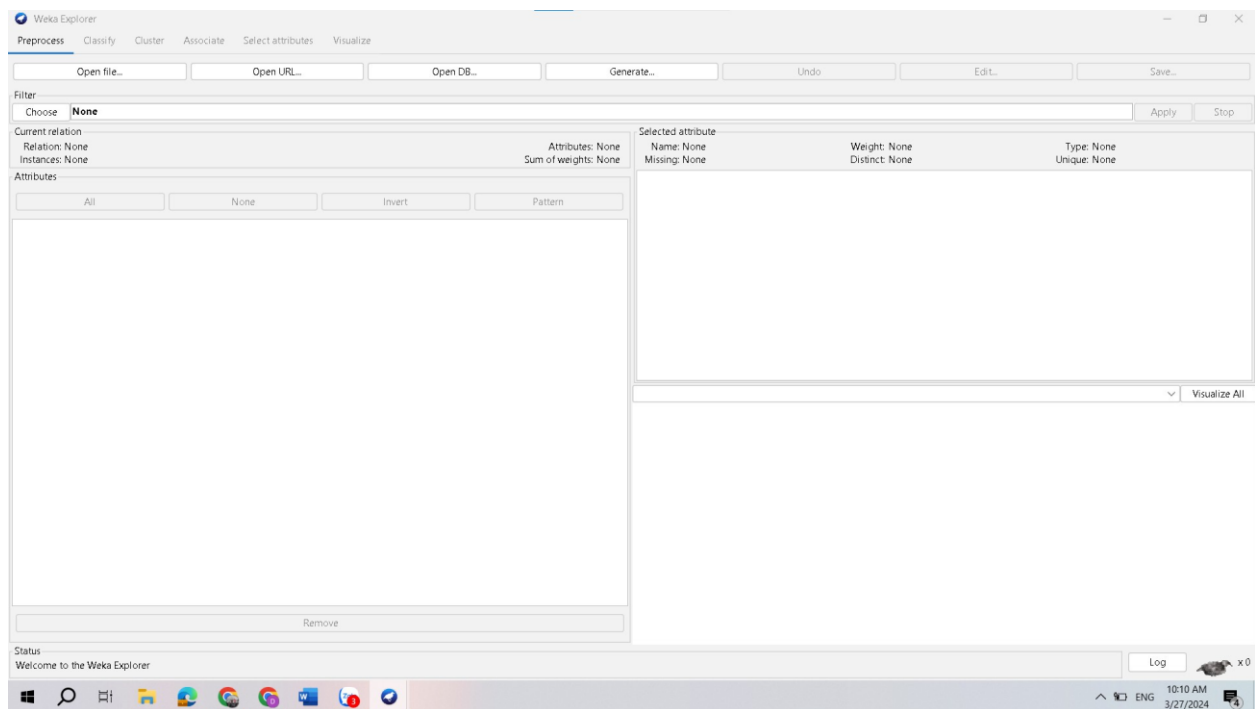 Weka Explorer
Preprocess Classify Cluster Associate Select attributes Visualize
Open file... Open URL... Open DB... Generate... Undo Edit... Save...
Filter
Choose None Apply Stop
Current relation
Relation: None Attributes: None
Instances: None Sum of weights: None
Selected attribute
Name: None Weight: None Type: None
Missing: None Distinct: None Unique: None
Attributes
All None Invert Pattern
Visualize All
Remove
Status
Welcome to the Weka Explorer
Log x 0
ENG 10:10 AM
3/27/2024